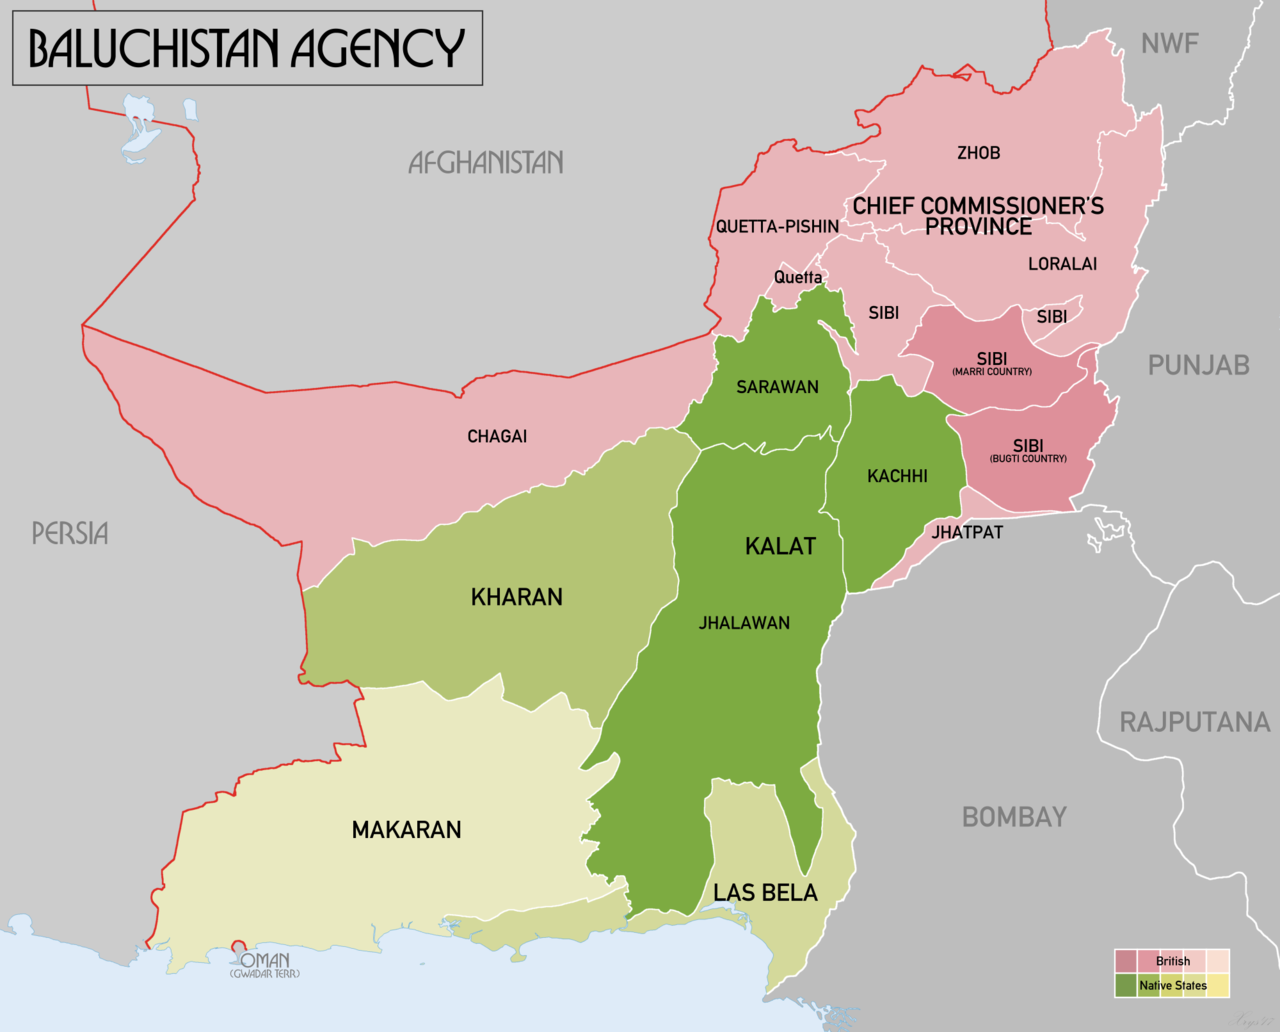 BALUCHISTAN AGENCY
NWF
AFGHANISTAN
ZHOB
CHIEF COMMISSIONER'S
PROVINCE
QUETTA-PISHIN
LORALAI
Quetta
SIBI
SIBI
SIBI
(MARRI COUNTRY)
PUNJAB
SARAWAN
CHAGAI
SIBI
(BUGTI COUNTRY)
KACHHI
PERSIA
JHATPAT
KALAT
KHARAN
JHALAWAN
RAJPUTANA
BOMBAY
MAKARAN
LAS BELA
OMAN
(GWADAR TERR)
British
Native States